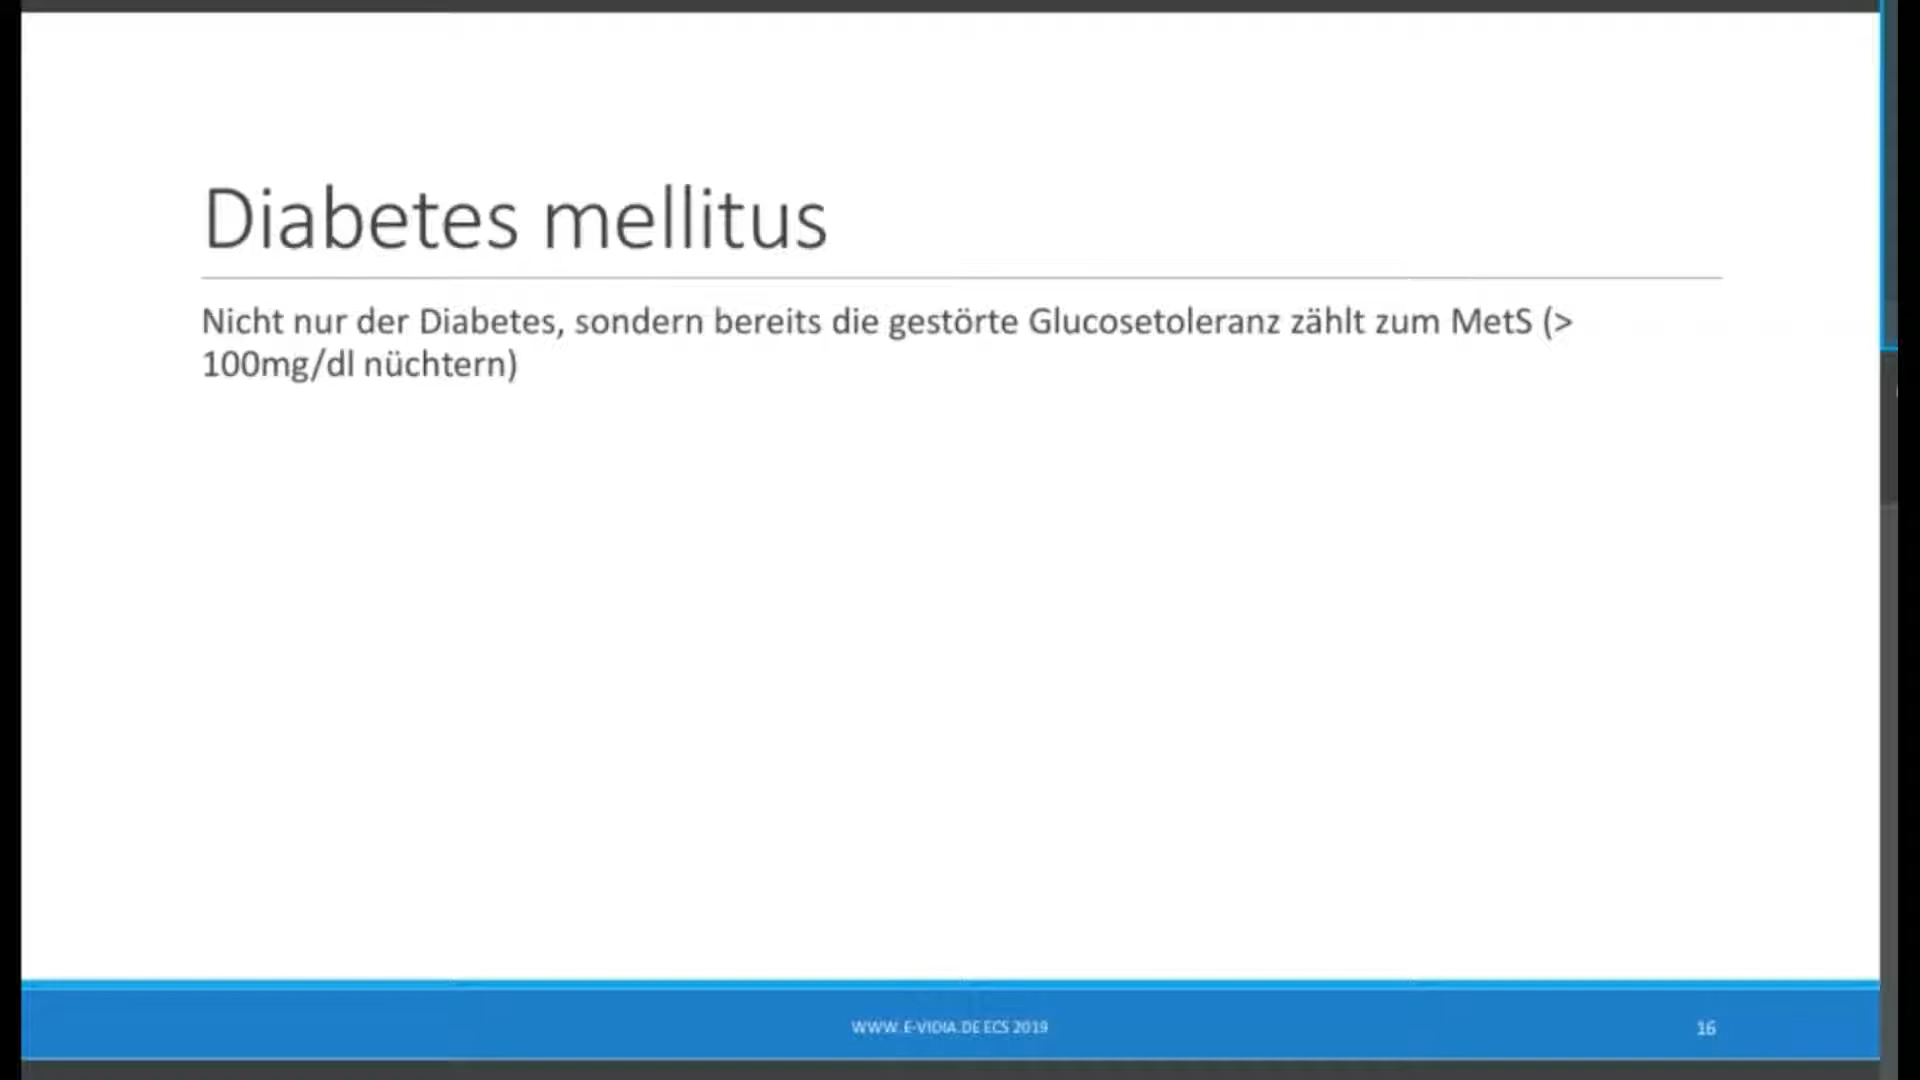 Diabetes mellitus
Nicht nur der Diabetes, sondern bereits die gestörte Glucosetoleranz zählt zum MetS (>
100mg/dl nüchtern)
WWW.E-VIDIA.DE ECS 2019
16